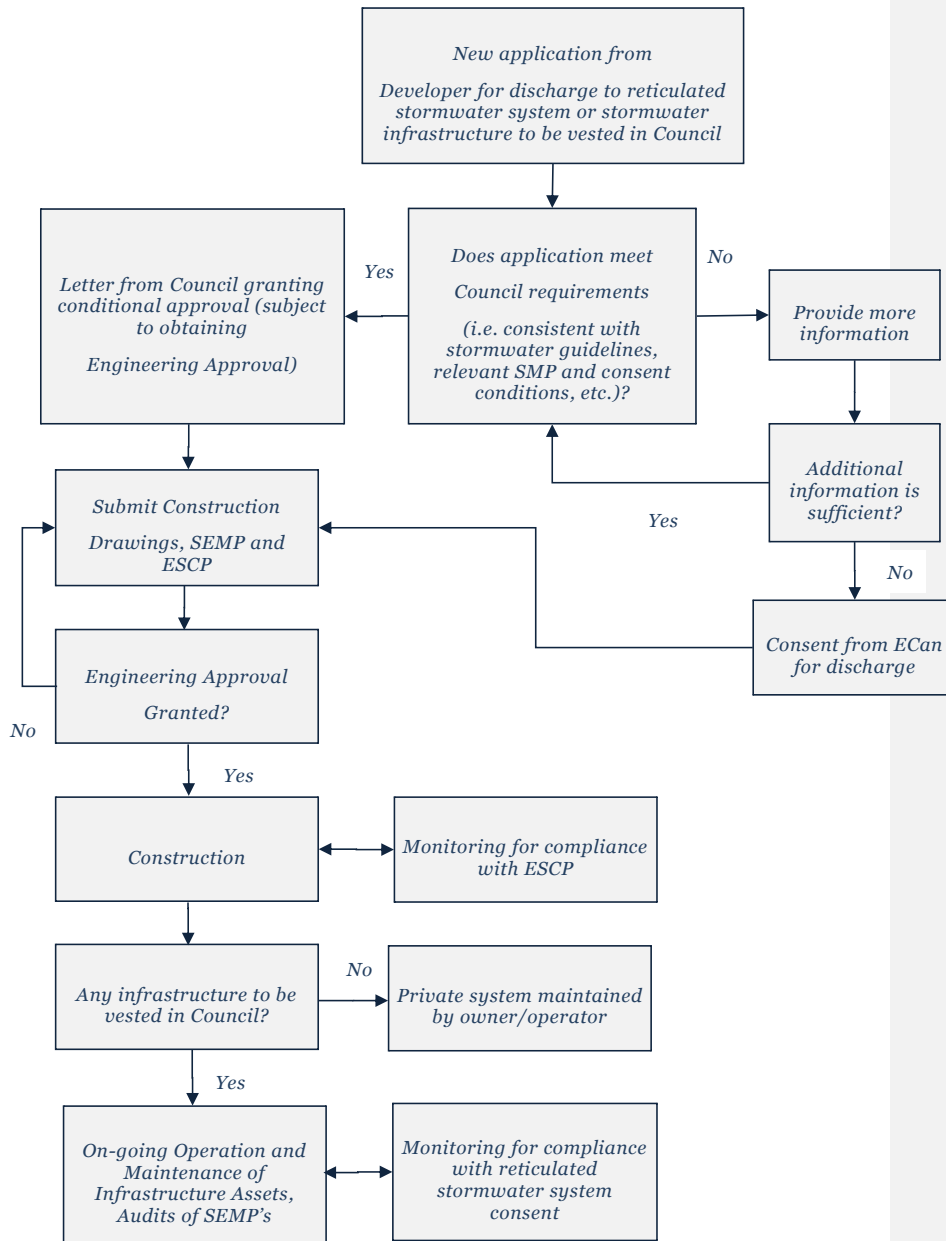 New application from
Developer for discharge to reticulated
stormwater system or stormwater
infrastructure to be vested in Council
Letter from Council granting
conditional approval (subject
to obtaining
Engineering Approval)
Yes
Does application meet
Council requirements
(i.e. consistent with
stormwater guidelines,
relevant SMP and consent
conditions, etc.)?
No
Provide more
information
Additional
information is
sufficient?
Yes
No
Consent from ECan
for discharge
Submit Construction
Drawings, SEMP and
ESCP
Engineering Approval
Granted?
No
Yes
Construction
Monitoring for compliance
with ESCP
Any infrastructure to be
vested in Council?
No
Private system maintained
by owner/operator
Yes
On-going Operation and
Maintenance of
Infrastructure Assets,
Audits of SEMP's
Monitoring for compliance
with reticulated
stormwater system
consent